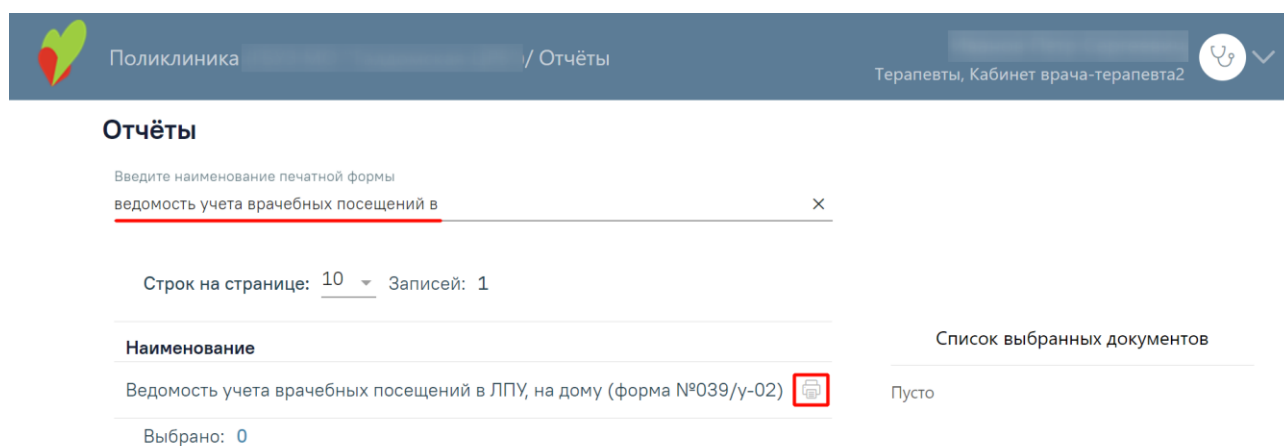 Поликлиника / Отчёты
Терапевты, Кабинет врача-терапевта2
Отчёты
Введите наименование печатной формы
ведомость учета врачебных посещений в
Строк на странице: 10 Записей: 1
Наименование
Ведомость учета врачебных посещений в ЛПУ, на дому (форма №039/у-02)
Выбрано: 0
Список выбранных документов
Пусто